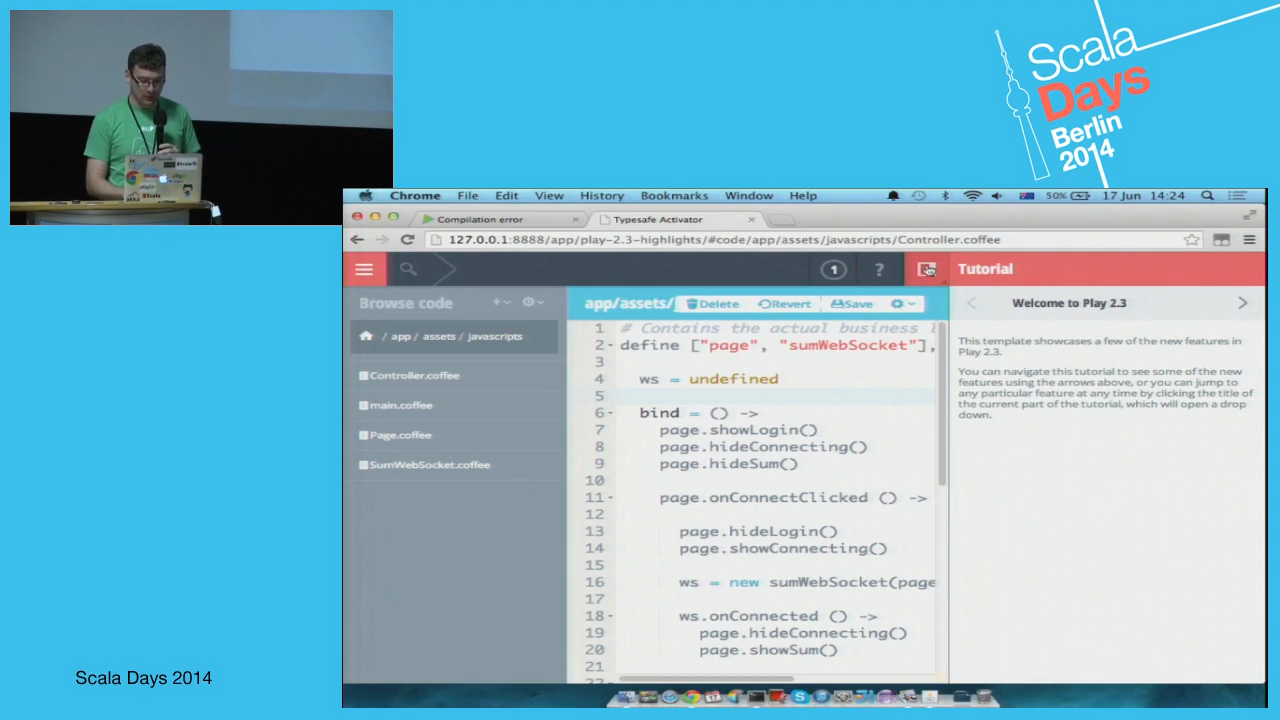 Scala
Days
Berlin
2014
Chrome File Edit View History Bookmarks Window Help 50% 17 Jun 14:24
Compilation error
Typesafe Activator
127.0.0.1:8888/app/play-2.3-highlights/#code/app/assets/javascripts/Controller.coffee
1 ?
Tutorial
Browse code
app/assets/
Delete Revert Save
Welcome to Play 2.3
/ app / assets / javascripts
Controller.coffee
main.coffee
Page.coffee
SumWebSocket.coffee
1 # Contains the actual business l
2 define ["page", "sumWebSocket"],
3
4 ws = undefined
5
6 bind = () ->
7 page.showLogin()
8 page.hideConnecting()
9 page.hideSum()
10
11 page.onConnectClicked () ->
12
13 page.hideLogin()
14 page.showConnecting()
15
16 ws = new sumWebSocket(page
17
18 ws.onConnected () ->
19 page.hideConnecting()
20 page.showSum()
21
22
This template showcases a few of the new features in
Play 2.3.
You can navigate this tutorial to see some of the new
features using the arrows above, or you can jump to
any particular feature at any time by clicking the title of
the current part of the tutorial, which will open a drop
down.
Scala Days 2014